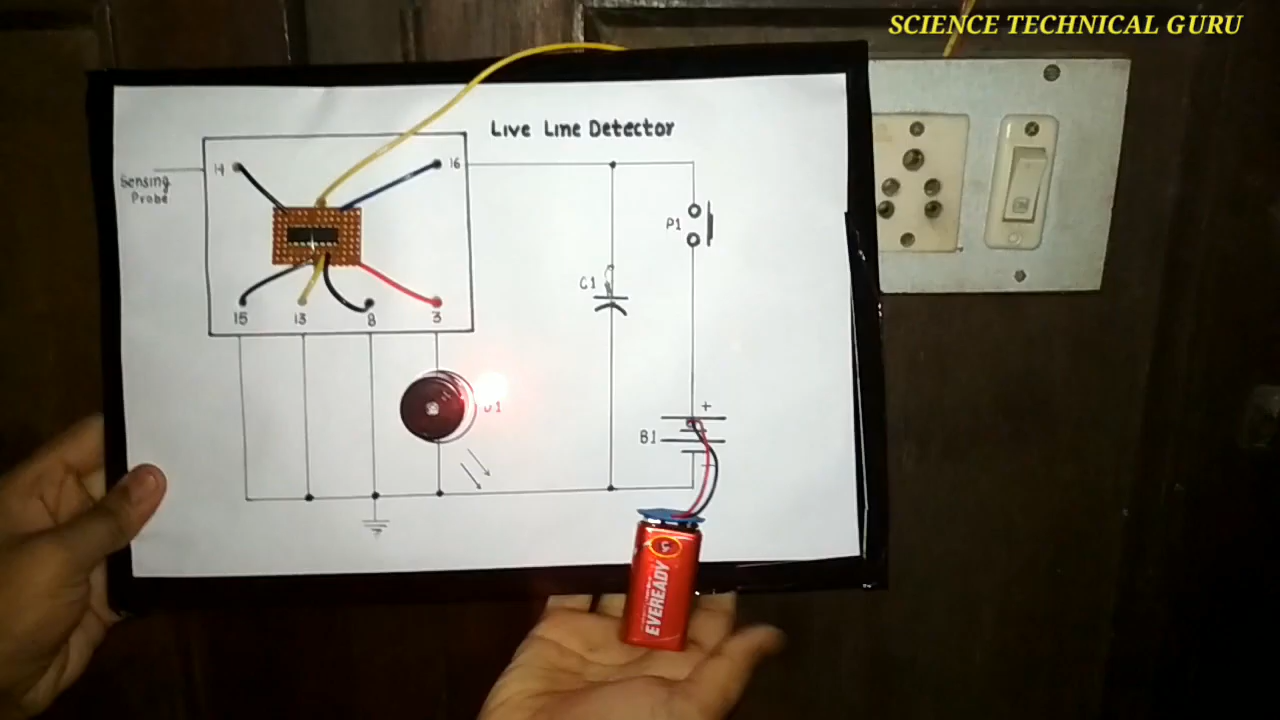 SCIENCE TECHNICAL GURU
Live Line Detector
14
16
Sensing
Probe
P1
C1
15
13
8
3
B1
+
EVEREADY